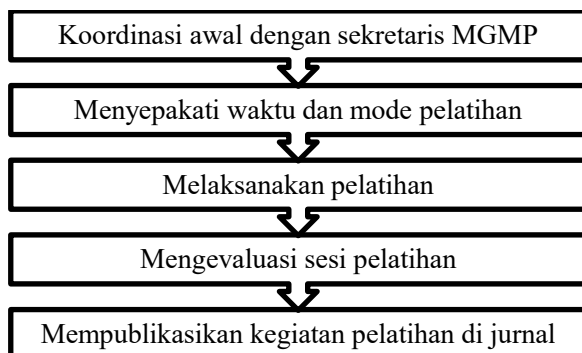 Koordinasi awal dengan sekretaris MGMP
Menyepakati waktu dan mode pelatihan
Melaksanakan pelatihan
Mengevaluasi sesi pelatihan
Mempublikasikan kegiatan pelatihan di jurnal